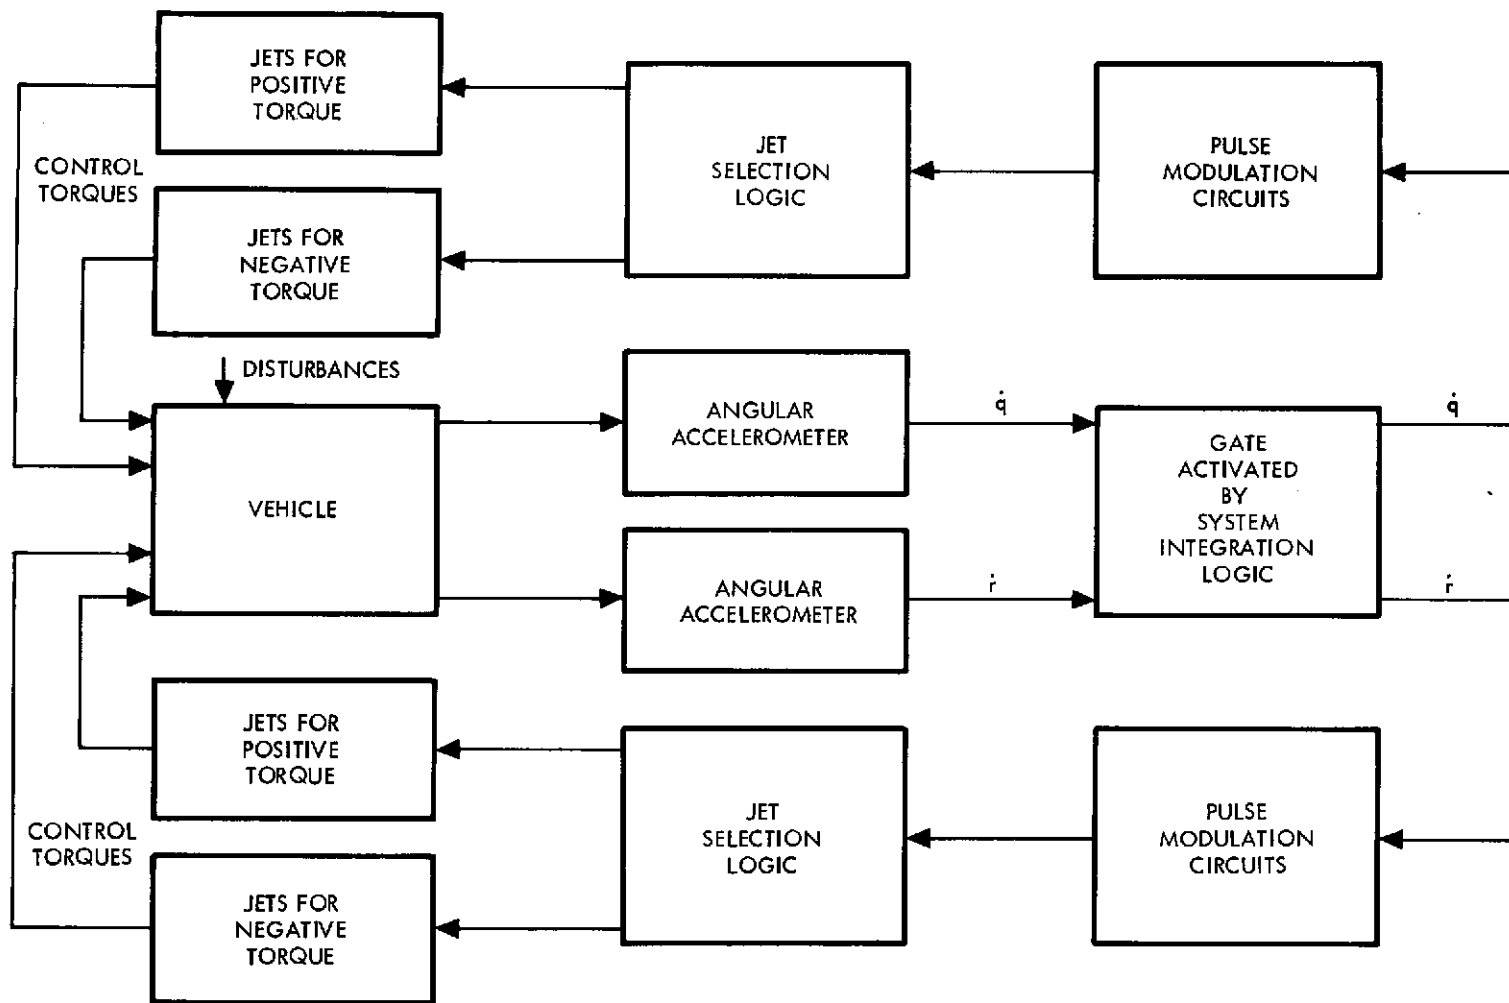 JETS FOR
POSITIVE
TORQUE
JET
SELECTION
LOGIC
PULSE
MODULATION
CIRCUITS
CONTROL
TORQUES
JETS FOR
NEGATIVE
TORQUE
DISTURBANCES
VEHICLE
ANGULAR
ACCELEROMETER
q̇
GATE
ACTIVATED
BY
SYSTEM
INTEGRATION
LOGIC
q̇
ANGULAR
ACCELEROMETER
ṙ
ṙ
JETS FOR
POSITIVE
TORQUE
JET
SELECTION
LOGIC
PULSE
MODULATION
CIRCUITS
CONTROL
TORQUES
JETS FOR
NEGATIVE
TORQUE